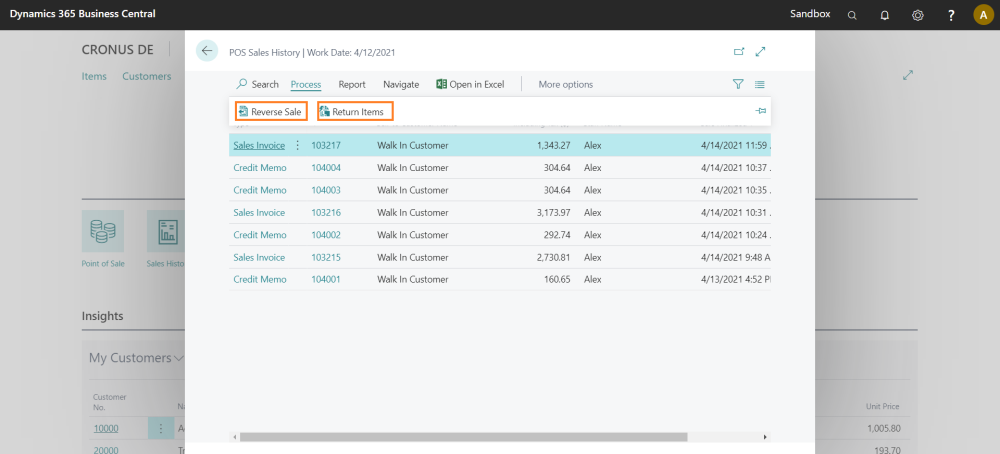 Dynamics 365 Business Central Sandbox ? A
CRONUS DE
POS Sales History | Work Date: 4/12/2021
Items Customers
Search Process Report Navigate Open in Excel More options
Reverse Sale Return Items
Sales Invoice 103217 Walk In Customer 1,343.27 Alex 4/14/2021 11:59
Credit Memo 104004 Walk In Customer 304.64 Alex 4/14/2021 10:37
Credit Memo 104003 Walk In Customer 304.64 Alex 4/14/2021 10:35
Sales Invoice 103216 Walk In Customer 3,173.97 Alex 4/14/2021 10:31
Credit Memo 104002 Walk In Customer 292.74 Alex 4/14/2021 10:24
Sales Invoice 103215 Walk In Customer 2,730.81 Alex 4/14/2021 9:48 A
Credit Memo 104001 Walk In Customer 160.65 Alex 4/13/2021 4:52 P
Point of Sale Sales Histo
Insights
My Customers
Customer
No. Unit Price
10000 1,005.80
20000 193.70